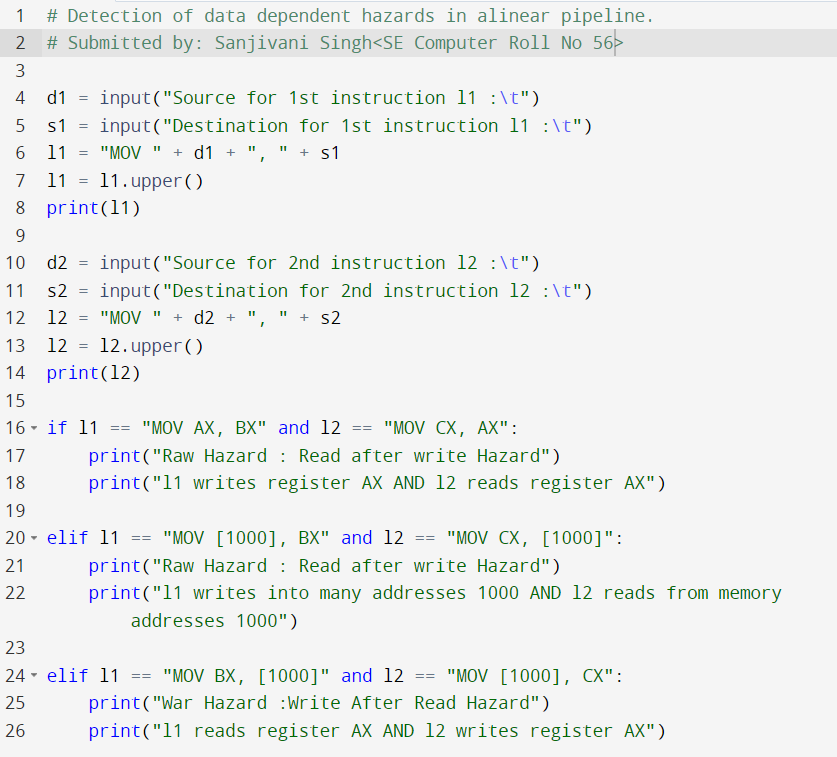 1 # Detection of data dependent hazards in alinear pipeline.
2 # Submitted by: Sanjivani Singh<SE Computer Roll No 56>
3
4 d1 = input("Source for 1st instruction l1 :\t")
5 s1 = input("Destination for 1st instruction l1 :\t")
6 l1 = "MOV " + d1 + ", " + s1
7 l1 = l1.upper()
8 print(l1)
9
10 d2 = input("Source for 2nd instruction l2 :\t")
11 s2 = input("Destination for 2nd instruction l2 :\t")
12 l2 = "MOV " + d2 + ", " + s2
13 l2 = l2.upper()
14 print(l2)
15
16 if l1 == "MOV AX, BX" and l2 == "MOV CX, AX":
17     print("Raw Hazard : Read after write Hazard")
18     print("l1 writes register AX AND l2 reads register AX")
19
20 elif l1 == "MOV [1000], BX" and l2 == "MOV CX, [1000]":
21     print("Raw Hazard : Read after write Hazard")
22     print("l1 writes into many addresses 1000 AND l2 reads from memory
        addresses 1000")
23
24 elif l1 == "MOV BX, [1000]" and l2 == "MOV [1000], CX":
25     print("War Hazard :Write After Read Hazard")
26     print("l1 reads register AX AND l2 writes register AX")